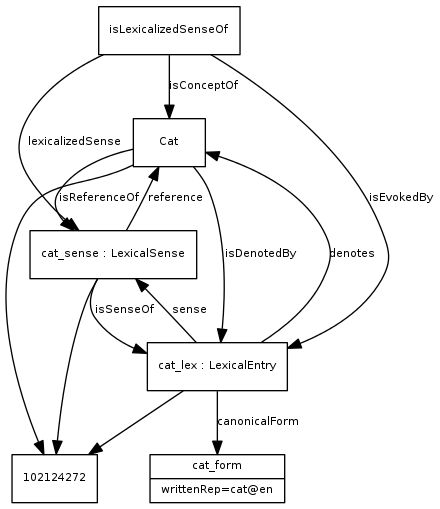 isLexicalizedSenseOf
isConceptOf
Cat
lexicalizedSense
isReferenceOf
reference
isEvokedBy
isDenotedBy
denotes
cat_sense : LexicalSense
isSenseOf
sense
cat_lex : LexicalEntry
canonicalForm
102124272
cat_form
writtenRep=cat@en